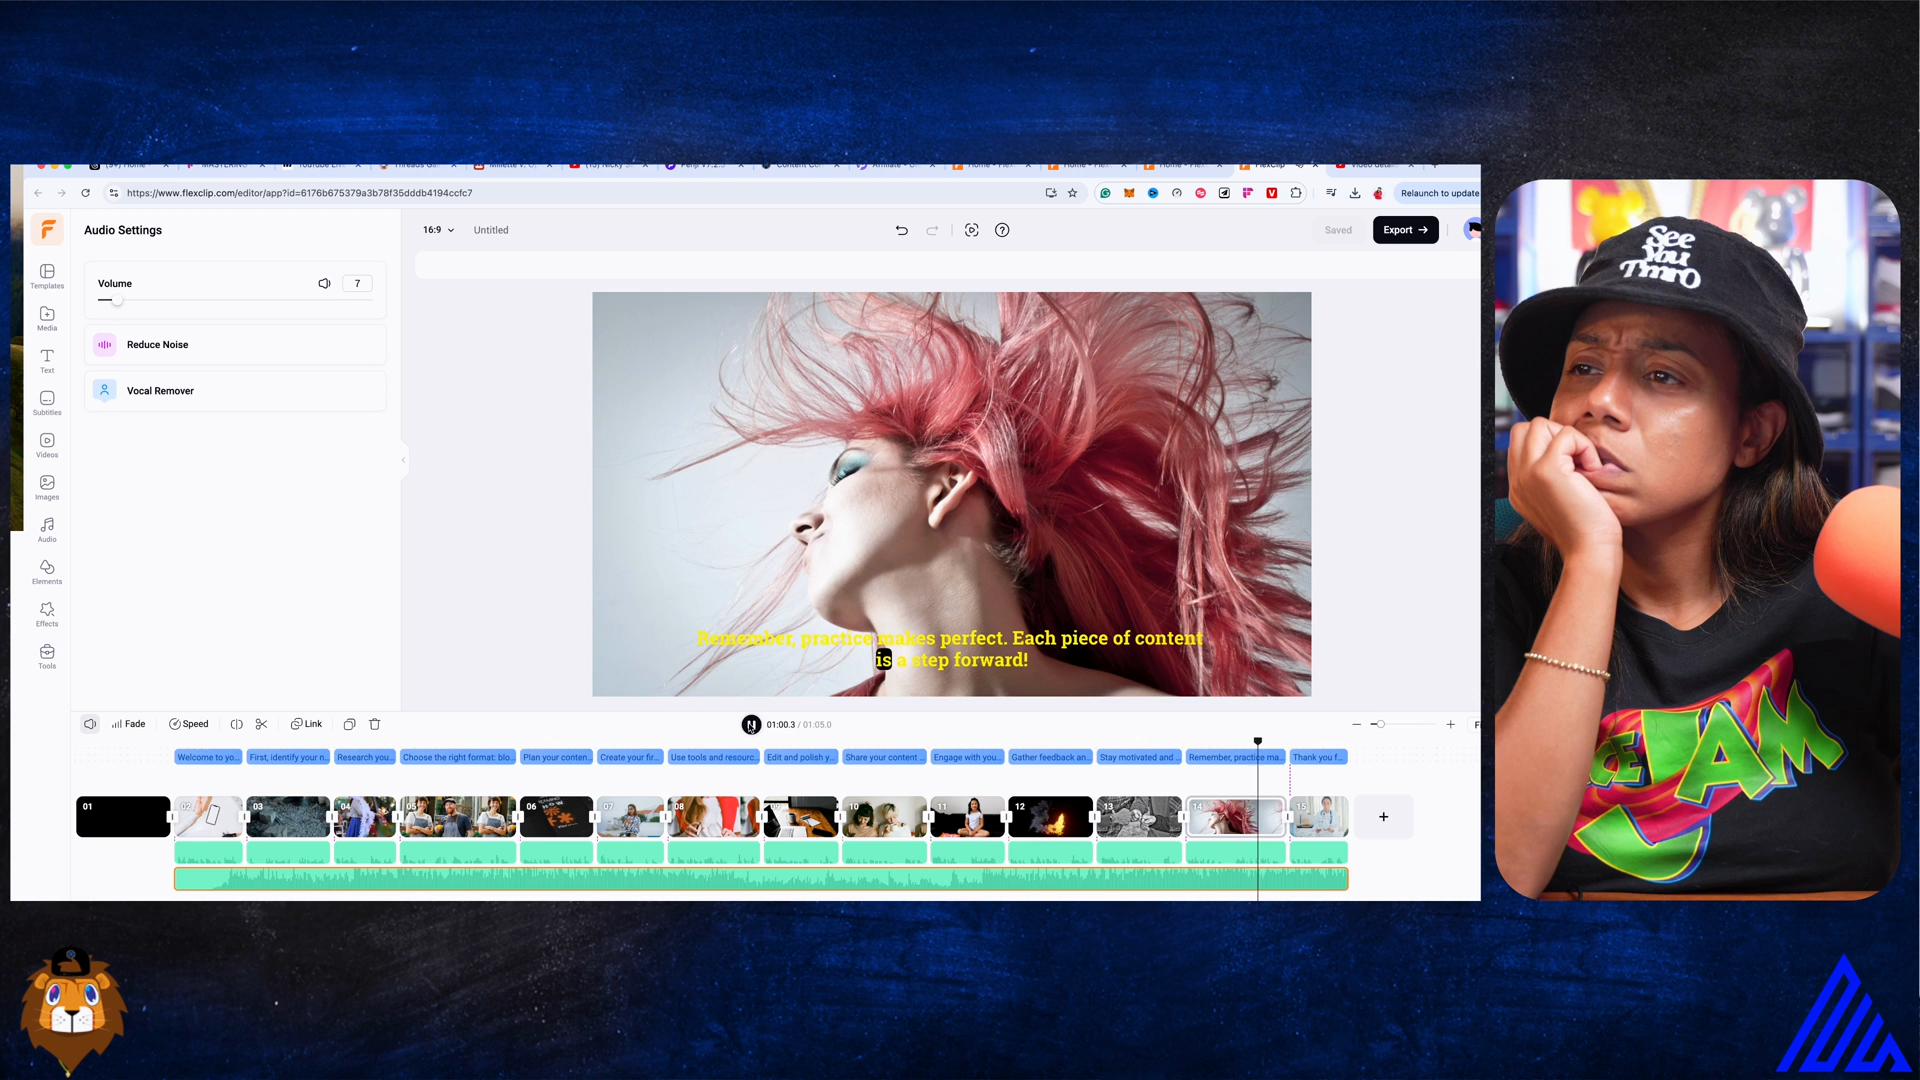 https://www.flexclip.com/editor/app?id=6176b675379a3b78f35dddb4194ccfc7
Relaunch to update
Audio Settings
16:9
Untitled
Saved
Export
Templates
Volume
7
Media
Reduce Noise
Text
Vocal Remover
Subtitles
Videos
Images
Audio
Elements
Effects
Tools
Remember, practice makes perfect. Each piece of content
is a step forward!
Fade
Speed
Link
01:00.3 / 01:05.0
Welcome to yo...
First, identify your n...
Research you...
Choose the right format: blo...
Plan your conten...
Create your fir...
Use tools and resourc...
Edit and polish y...
Share your content ...
Engage with you...
Gather feedback an...
Stay motivated and ...
Remember, practice ma...
Thank you f...
01
02
03
04
05
06
07
08
09
10
11
12
13
14
15
See
You
TmrO
JAM